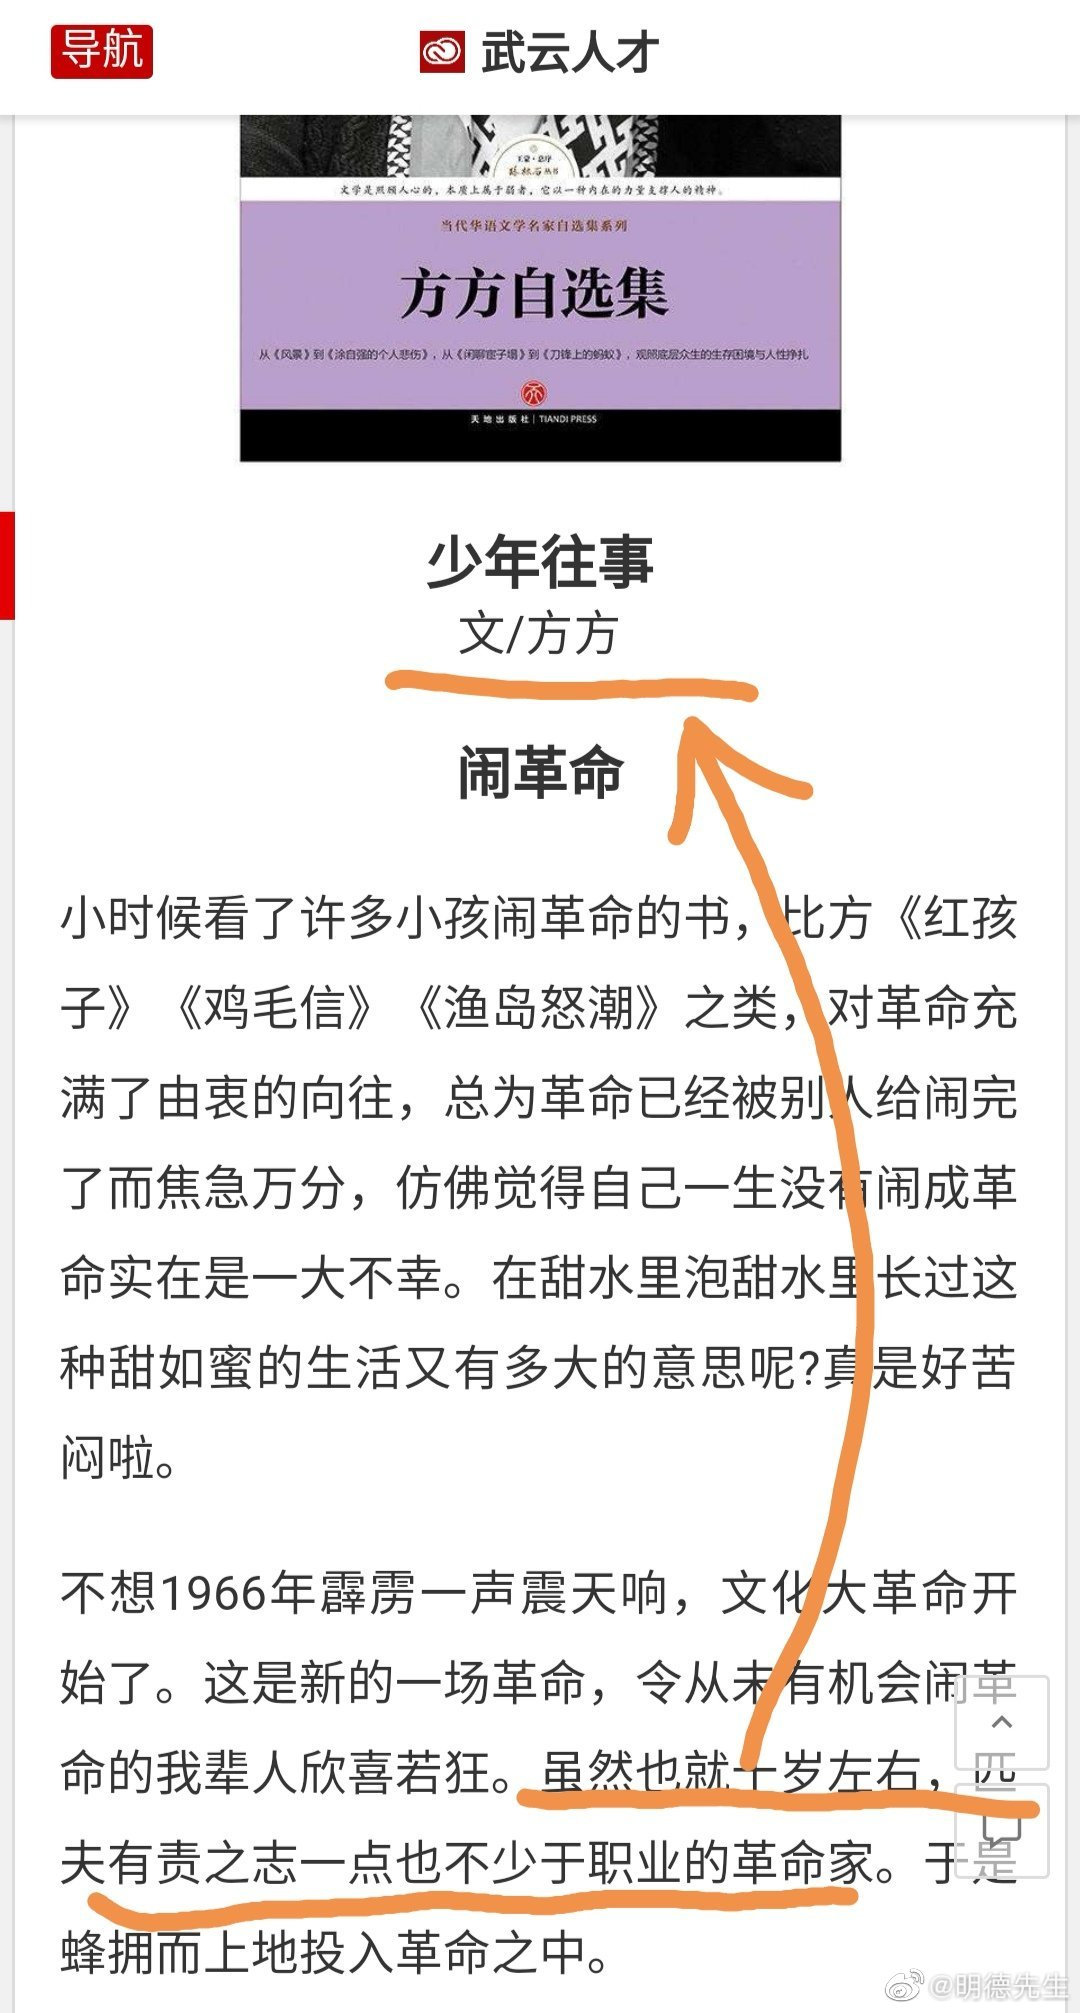 导航
武云人才
王蒙·总序
文学是照顾人心的，本质上属于弱者，它以一种内在的力量支撑人的精神。
当代华语文学名家自选集系列
方方自选集
从《风景》到《涂自强的个人悲伤》，从《闲聊宦子塌》到《刀锋上的蚂蚁》，观照底层众生的生存困境与人性挣扎
天地出版社 | TIANDI PRESS
少年往事
文/方方
闹革命
小时候看了许多小孩闹革命的书，比方《红孩
子》《鸡毛信》《渔岛怒潮》之类，对革命充
满了由衷的向往，总为革命已经被别人给闹完
了而焦急万分，仿佛觉得自己一生没有闹成革
命实在是一大不幸。在甜水里泡甜水里长过这
种甜如蜜的生活又有多大的意思呢?真是好苦
闷啦。
不想1966年霹雳一声震天响，文化大革命开
始了。这是新的一场革命，令从未有机会闹革
命的我辈人欣喜若狂。虽然也就十岁左右，匹
夫有责之志一点也不少于职业的革命家。于是
蜂拥而上地投入革命之中。
@明德先生